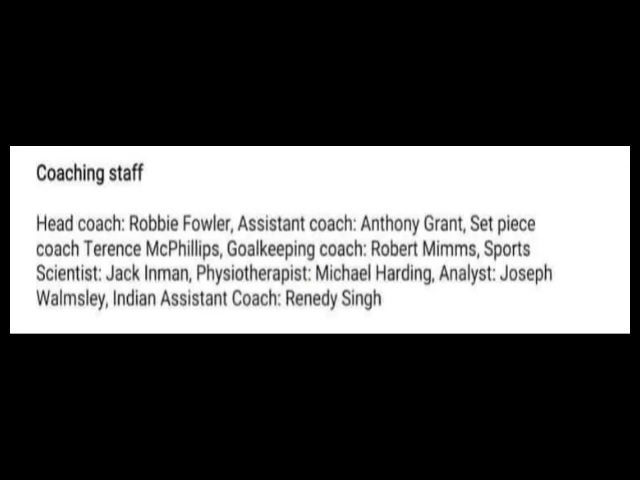 Coaching staff
Head coach: Robbie Fowler, Assistant coach: Anthony Grant, Set piece
coach Terence McPhillips, Goalkeeping coach: Robert Mimms, Sports
Scientist: Jack Inman, Physiotherapist: Michael Harding, Analyst: Joseph
Walmsley, Indian Assistant Coach: Renedy Singh